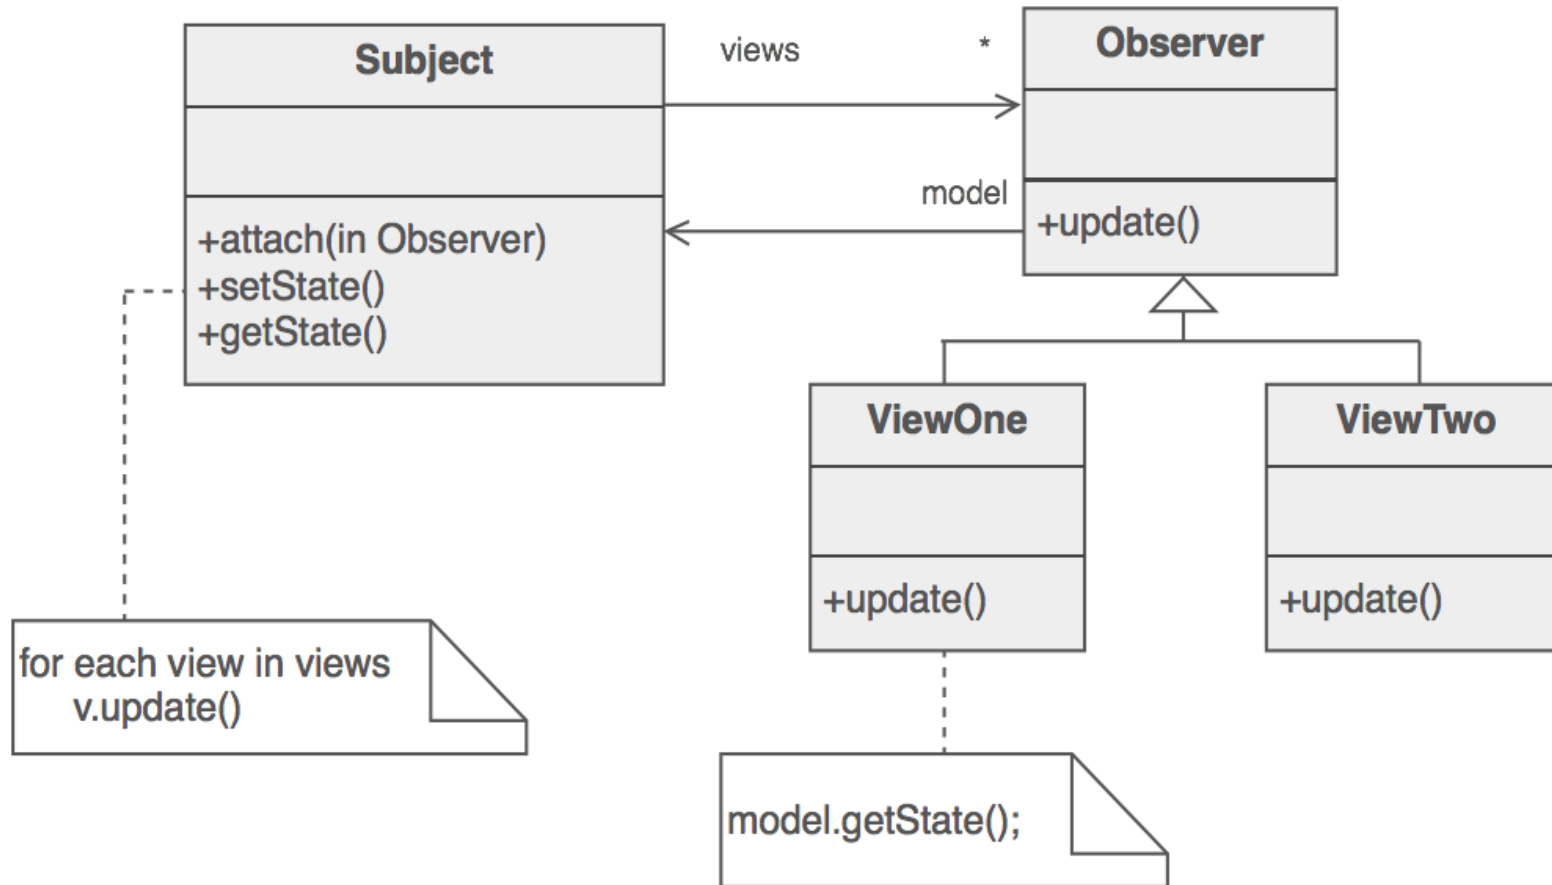 Subject
+attach(in Observer)
+setState()
+getState()
views
*
model
Observer
+update()
ViewOne
+update()
ViewTwo
+update()
for each view in views
v.update()
model.getState();